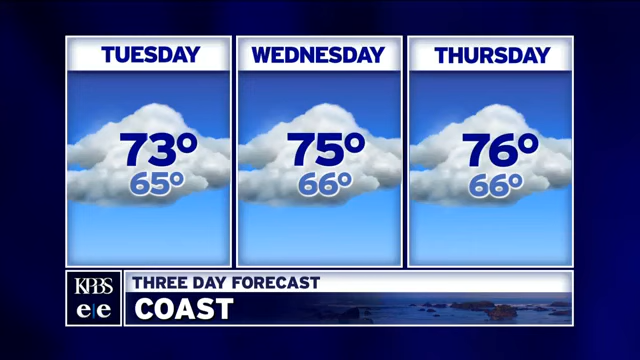 TUESDAY
73°
65°
WEDNESDAY
75°
66°
THURSDAY
76°
66°
KPBS
e|e
THREE DAY FORECAST
COAST